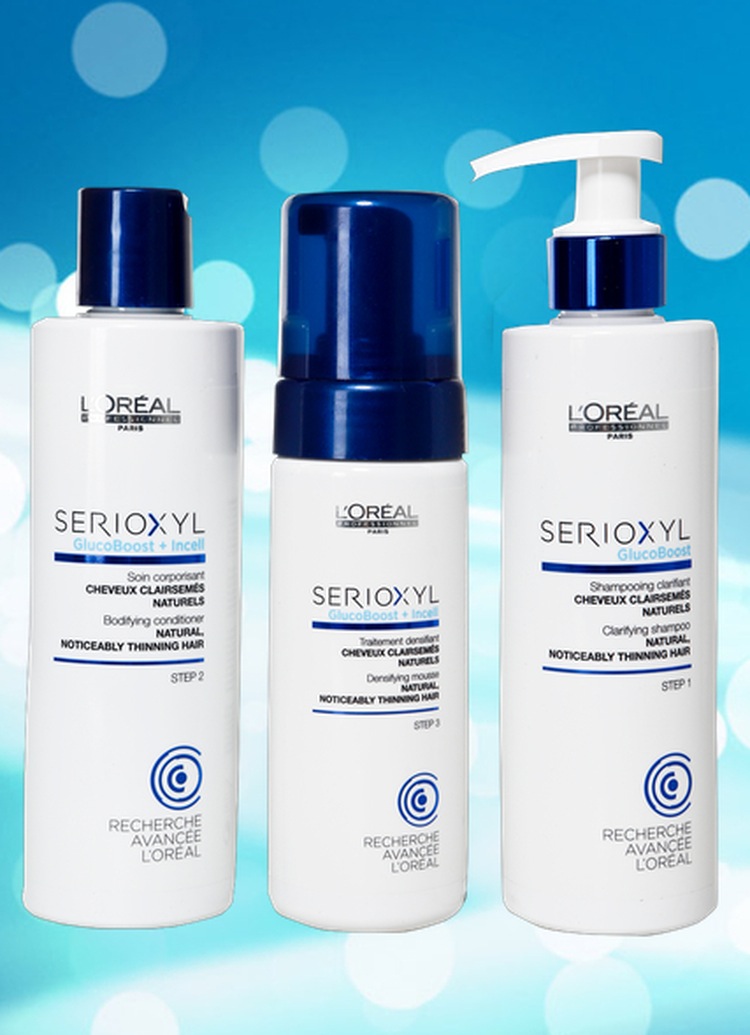 L'ORÉAL
PROFESSIONNEL
PARIS
SERIOXYL
GlucoBoost + Incell
Soin corporisant
CHEVEUX CLAIRSEMÉS
NATURELS
Bodifying conditioner
NATURAL,
NOTICEABLY THINNING HAIR
STEP 2
RECHERCHE
AVANCÉE
L'ORÉAL
L'ORÉAL
PROFESSIONNEL
PARIS
SERIOXYL
GlucoBoost + Incell
Traitement densifiant
CHEVEUX CLAIRSEMÉS
NATURELS
Densifying mousse
NATURAL,
NOTICEABLY THINNING HAIR
STEP 3
RECHERCHE
AVANCÉE
L'ORÉAL
L'ORÉAL
PROFESSIONNEL
PARIS
SERIOXYL
GlucoBoost
Shampooing clarifiant
CHEVEUX CLAIRSEMÉS
NATURELS
Clarifying shampoo
NATURAL,
NOTICEABLY THINNING HAIR
STEP 1
RECHERCHE
AVANCÉE
L'ORÉAL